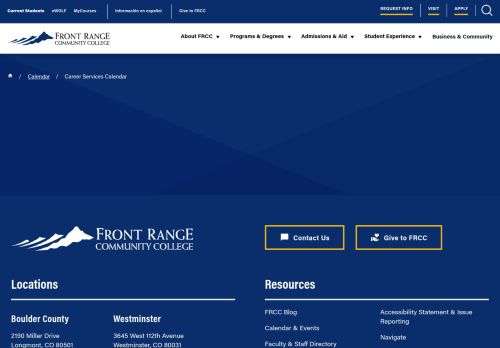 Current Students
eWOLF
MyCourses
Información en español
Give to FRCC
REQUEST INFO
VISIT
APPLY
FRONT RANGE
COMMUNITY COLLEGE
About FRCC
Programs & Degrees
Admissions & Aid
Student Experience
Business & Community
/ Calendar / Career Services Calendar
FRONT RANGE
COMMUNITY COLLEGE
Contact Us
Give to FRCC
Locations
Boulder County
2190 Miller Drive
Longmont, CO 80501
Westminster
3645 West 112th Avenue
Westminster, CO 80031
Resources
FRCC Blog
Calendar & Events
Faculty & Staff Directory
Accessibility Statement & Issue
Reporting
Navigate